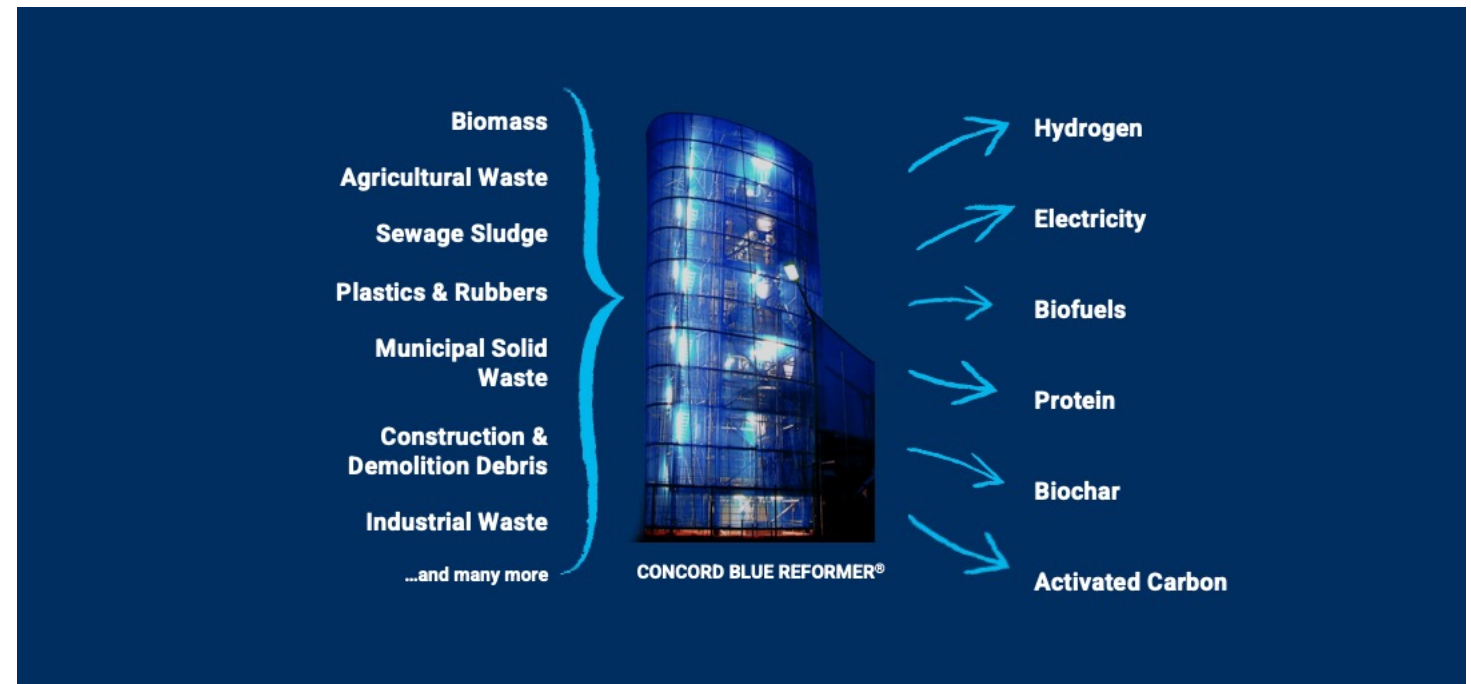 Biomass
Agricultural Waste
Sewage Sludge
Plastics & Rubbers
Municipal Solid
Waste
Construction &
Demolition Debris
Industrial Waste
...and many more
CONCORD BLUE REFORMER®
Hydrogen
Electricity
Biofuels
Protein
Biochar
Activated Carbon